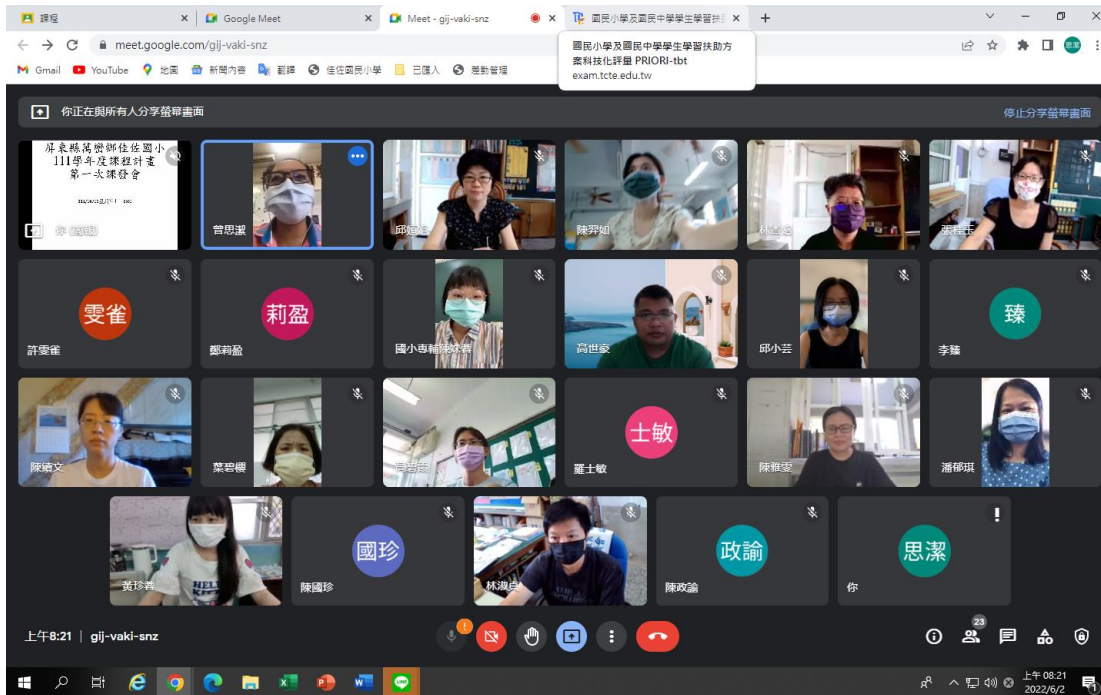 課程
Google Meet
Meet - gij-vaki-snz
國民小學及國民中學學生學習扶
meet.google.com/gij-vaki-snz
思潔
Gmail
YouTube
地圖
新聞內容
翻譯
佳佐國民小學
已匯入
差勤管理
國民小學及國民中學學生學習扶助方
案科技化評量 PRIORI-tbt
exam.tcte.edu.tw
你正在與所有人分享螢幕畫面
停止分享螢幕畫面
屏東縣萬巒鄉佳佐國小
111學年度課程計畫
第一次課發會
曾思潔
陳羿如
張桂玉
雯雀
許雯雀
莉盈
鄭莉盈
高世豪
邱小芸
臻
李臻
葉碧櫻
士敏
羅士敏
陳雅雯
潘郁琪
國珍
陳國珍
林淑貞
政諭
陳政諭
思潔
你
上午8:21 | gij-vaki-snz
23
上午 08:21
2022/6/2